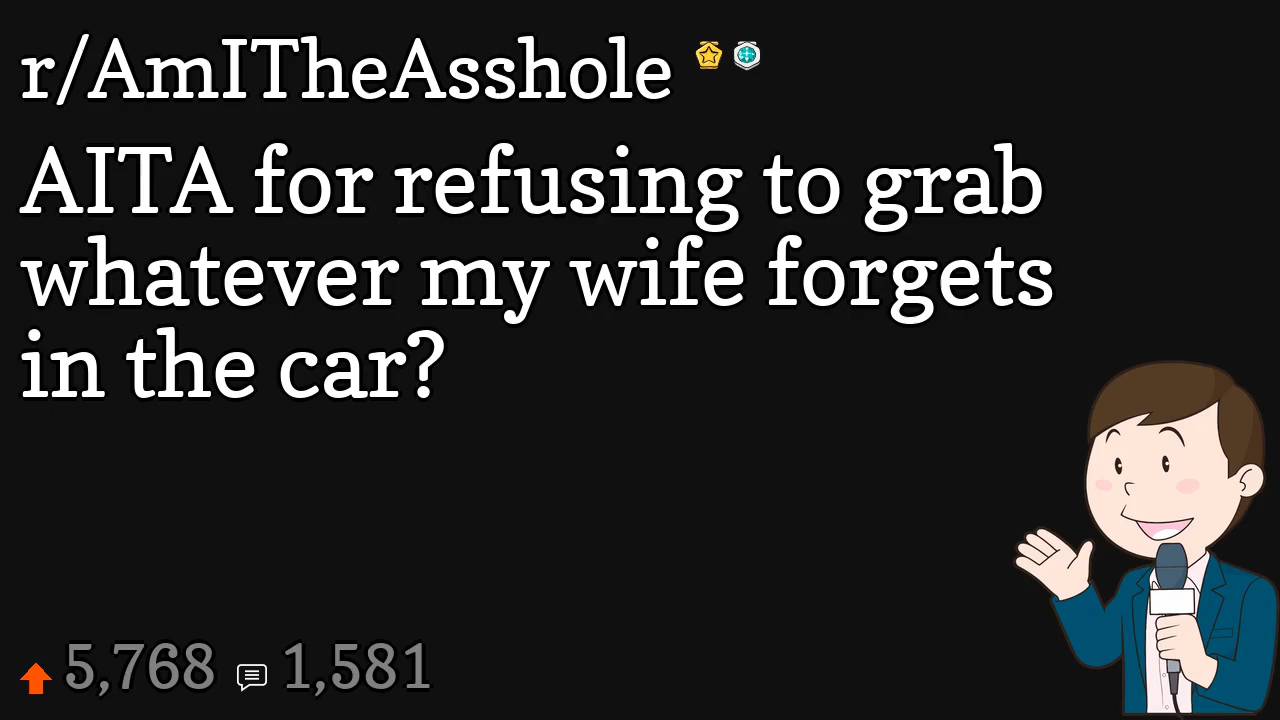 r/AmITheAsshole
AITA for refusing to grab
whatever my wife forgets
in the car?
5,768 1,581